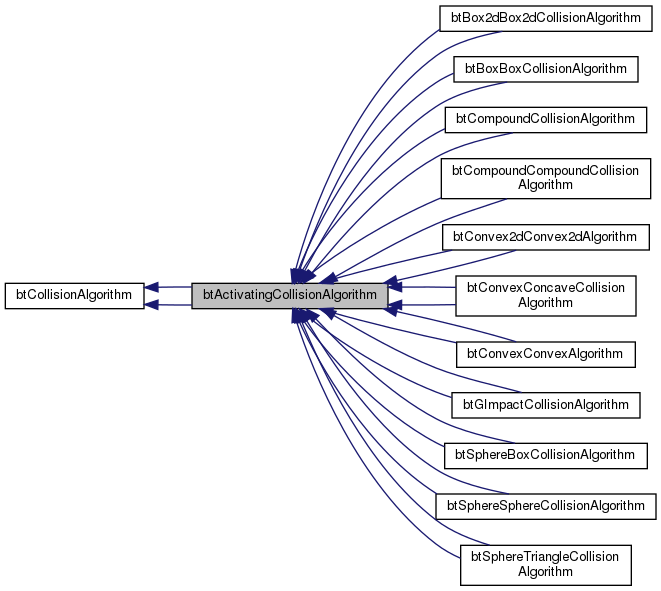 btBox2dBox2dCollisionAlgorithm
btBoxBoxCollisionAlgorithm
btCompoundCollisionAlgorithm
btCompoundCompoundCollision
Algorithm
btConvex2dConvex2dAlgorithm
btCollisionAlgorithm
btActivatingCollisionAlgorithm
btConvexConcaveCollision
Algorithm
btConvexConvexAlgorithm
btGImpactCollisionAlgorithm
btSphereBoxCollisionAlgorithm
btSphereSphereCollisionAlgorithm
btSphereTriangleCollision
Algorithm